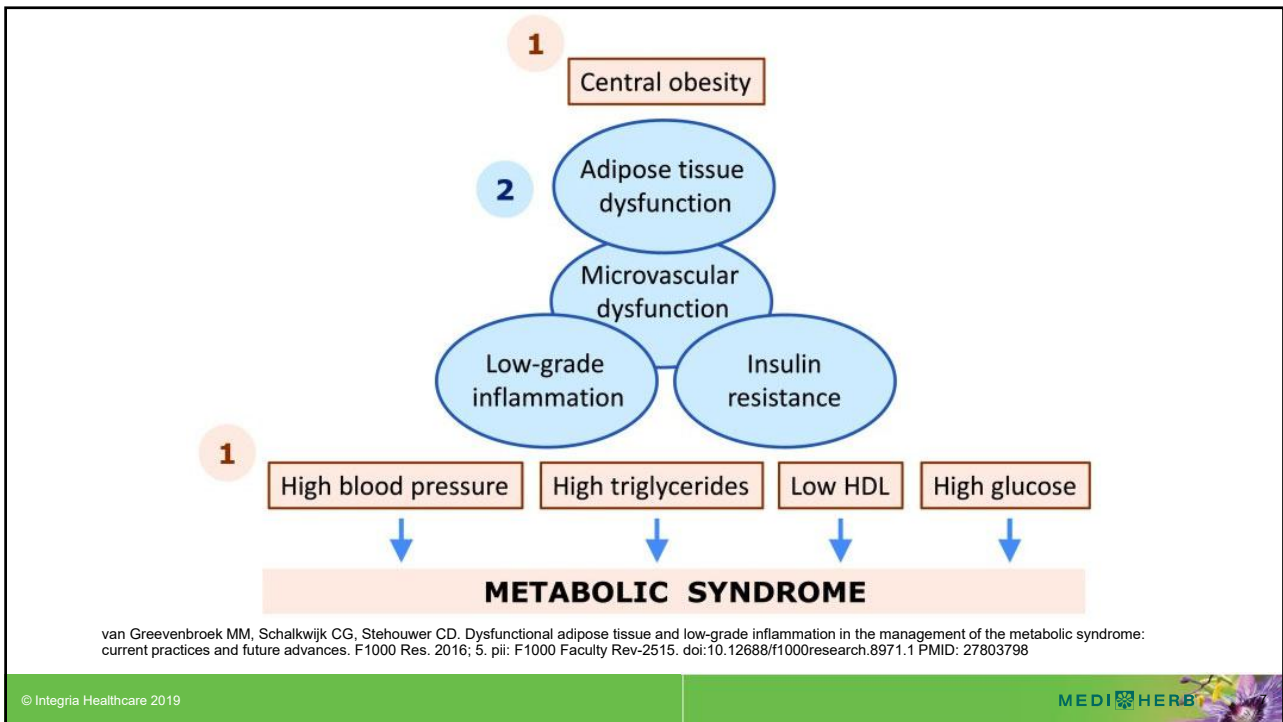 1
Central obesity
2
Adipose tissue
dysfunction
Microvascular
dysfunction
Low-grade
inflammation
Insulin
resistance
1
High blood pressure
High triglycerides
Low HDL
High glucose
METABOLIC SYNDROME
van Greevenbroek MM, Schalkwijk CG, Stehouwer CD. Dysfunctional adipose tissue and low-grade inflammation in the management of the metabolic syndrome:
current practices and future advances. F1000 Res. 2016; 5. pii: F1000 Faculty Rev-2515. doi:10.12688/f1000research.8971.1 PMID: 27803798
© Integria Healthcare 2019
MEDI HERB
7